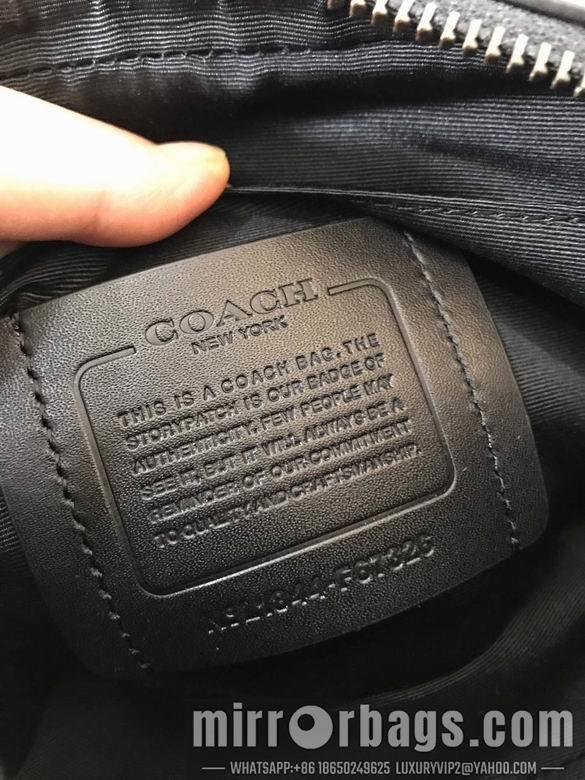 COACH
NEW YORK
THIS IS A COACH BAG. THE
STORYPATCH IS OUR BADGE OF
AUTHENTICITY. FEW PEOPLE MAY
SEE IT, BUT IT WILL ALWAYS BE A
REMINDER OF OUR COMMITMENT
TO QUALITY AND CRAFTSMANSHIP.
mirrorbags.com
WHATSAPP:+86 18650249625 LUXURYVIP2@YAHOO.COM